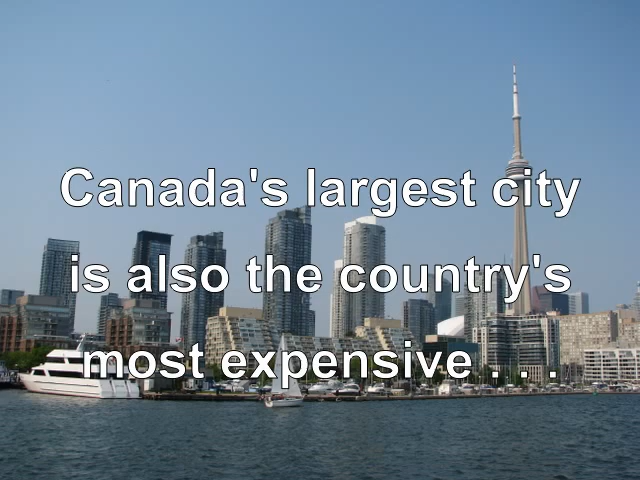 Canada's largest city
is also the country's
most expensive . . .